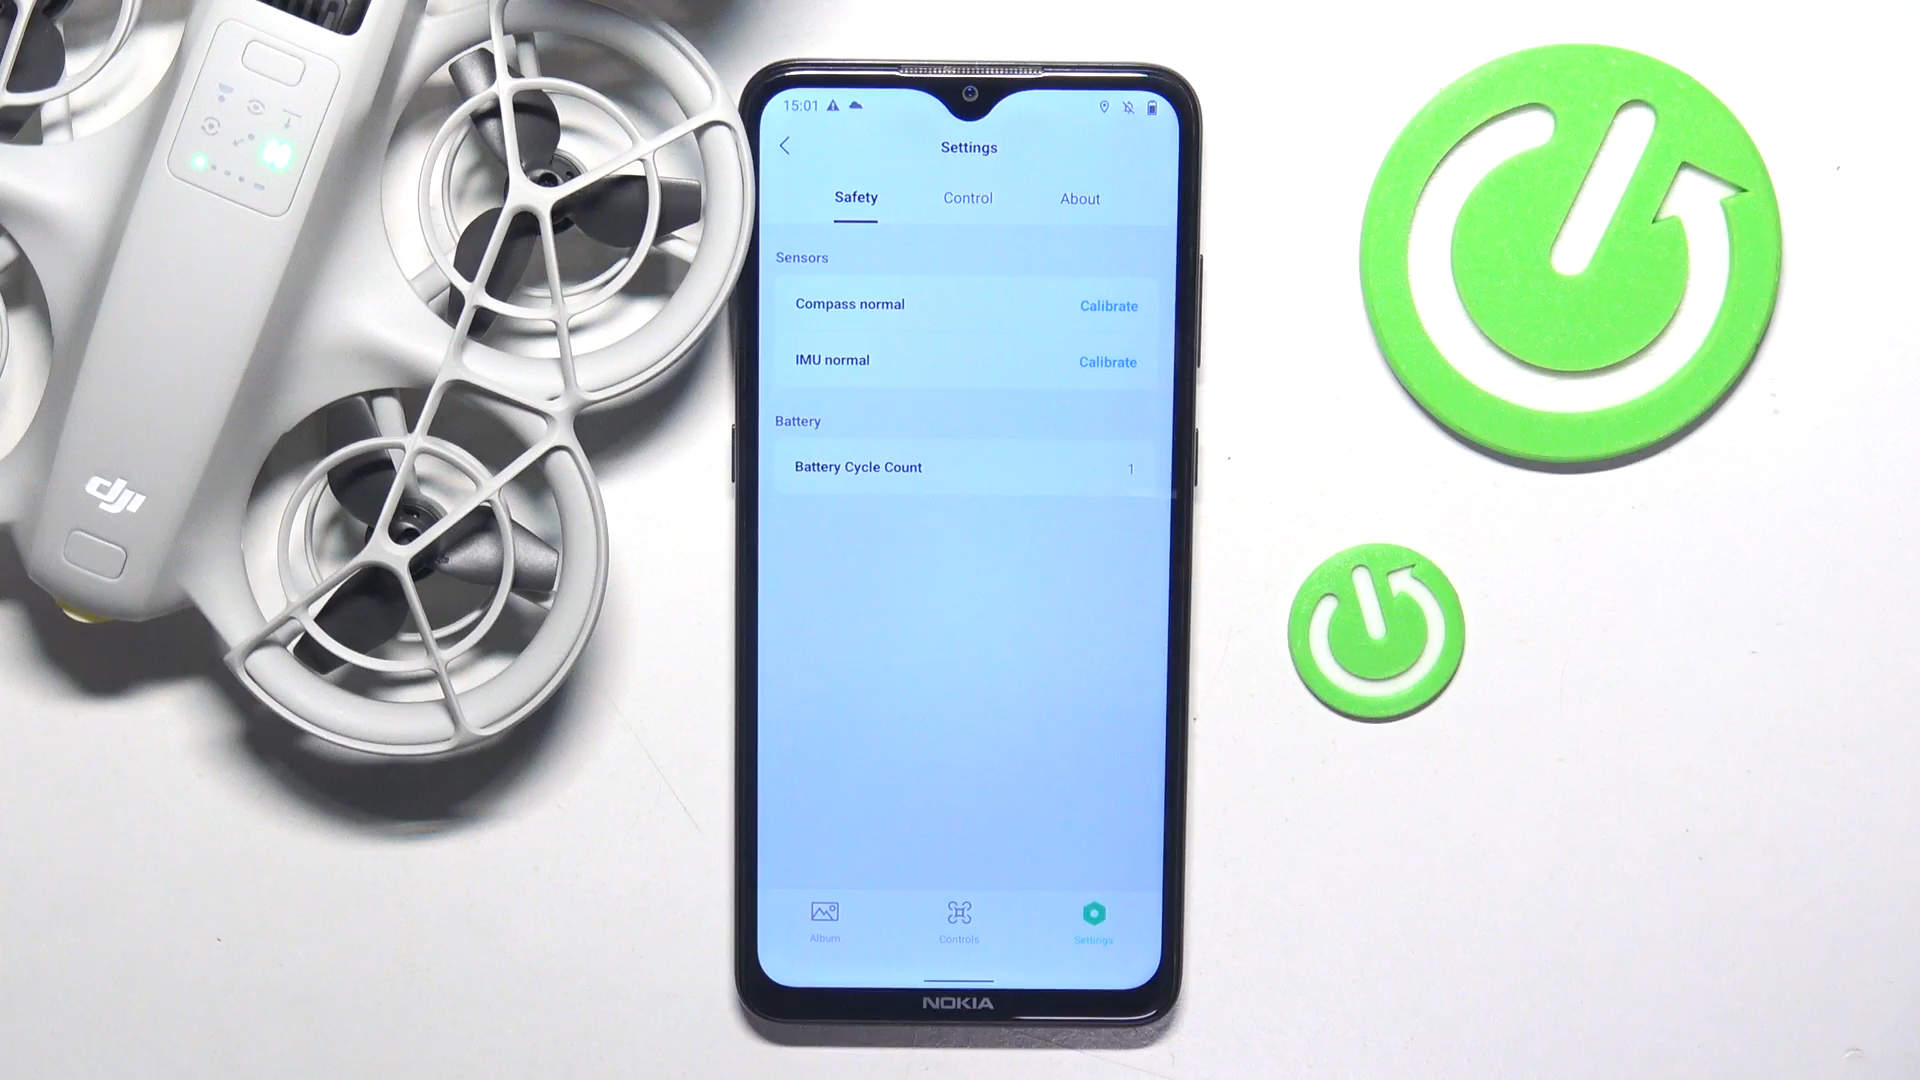 dji
15:01
Settings
Safety Control About
Sensors
Compass normal Calibrate
IMU normal Calibrate
Battery
Battery Cycle Count 1
Album Controls Settings
NOKIA